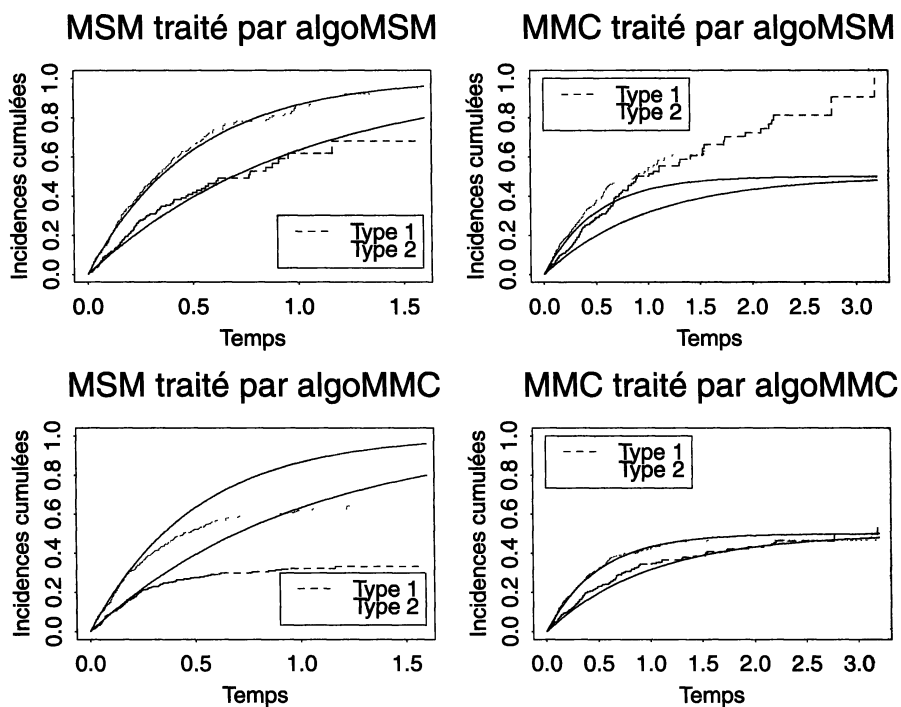 MSM traité par algoMSM
Incidences cumulées
0.0 0.2 0.4 0.6 0.8 1.0
Type 1
Type 2
0.0 0.5 1.0 1.5
Temps
MMC traité par algoMSM
Incidences cumulées
0.0 0.2 0.4 0.6 0.8 1.0
Type 1
Type 2
0.0 0.5 1.0 1.5 2.0 2.5 3.0
Temps
MSM traité par algoMMC
Incidences cumulées
0.0 0.2 0.4 0.6 0.8 1.0
Type 1
Type 2
0.0 0.5 1.0 1.5
Temps
MMC traité par algoMMC
Incidences cumulées
0.0 0.2 0.4 0.6 0.8 1.0
Type 1
Type 2
0.0 0.5 1.0 1.5 2.0 2.5 3.0
Temps